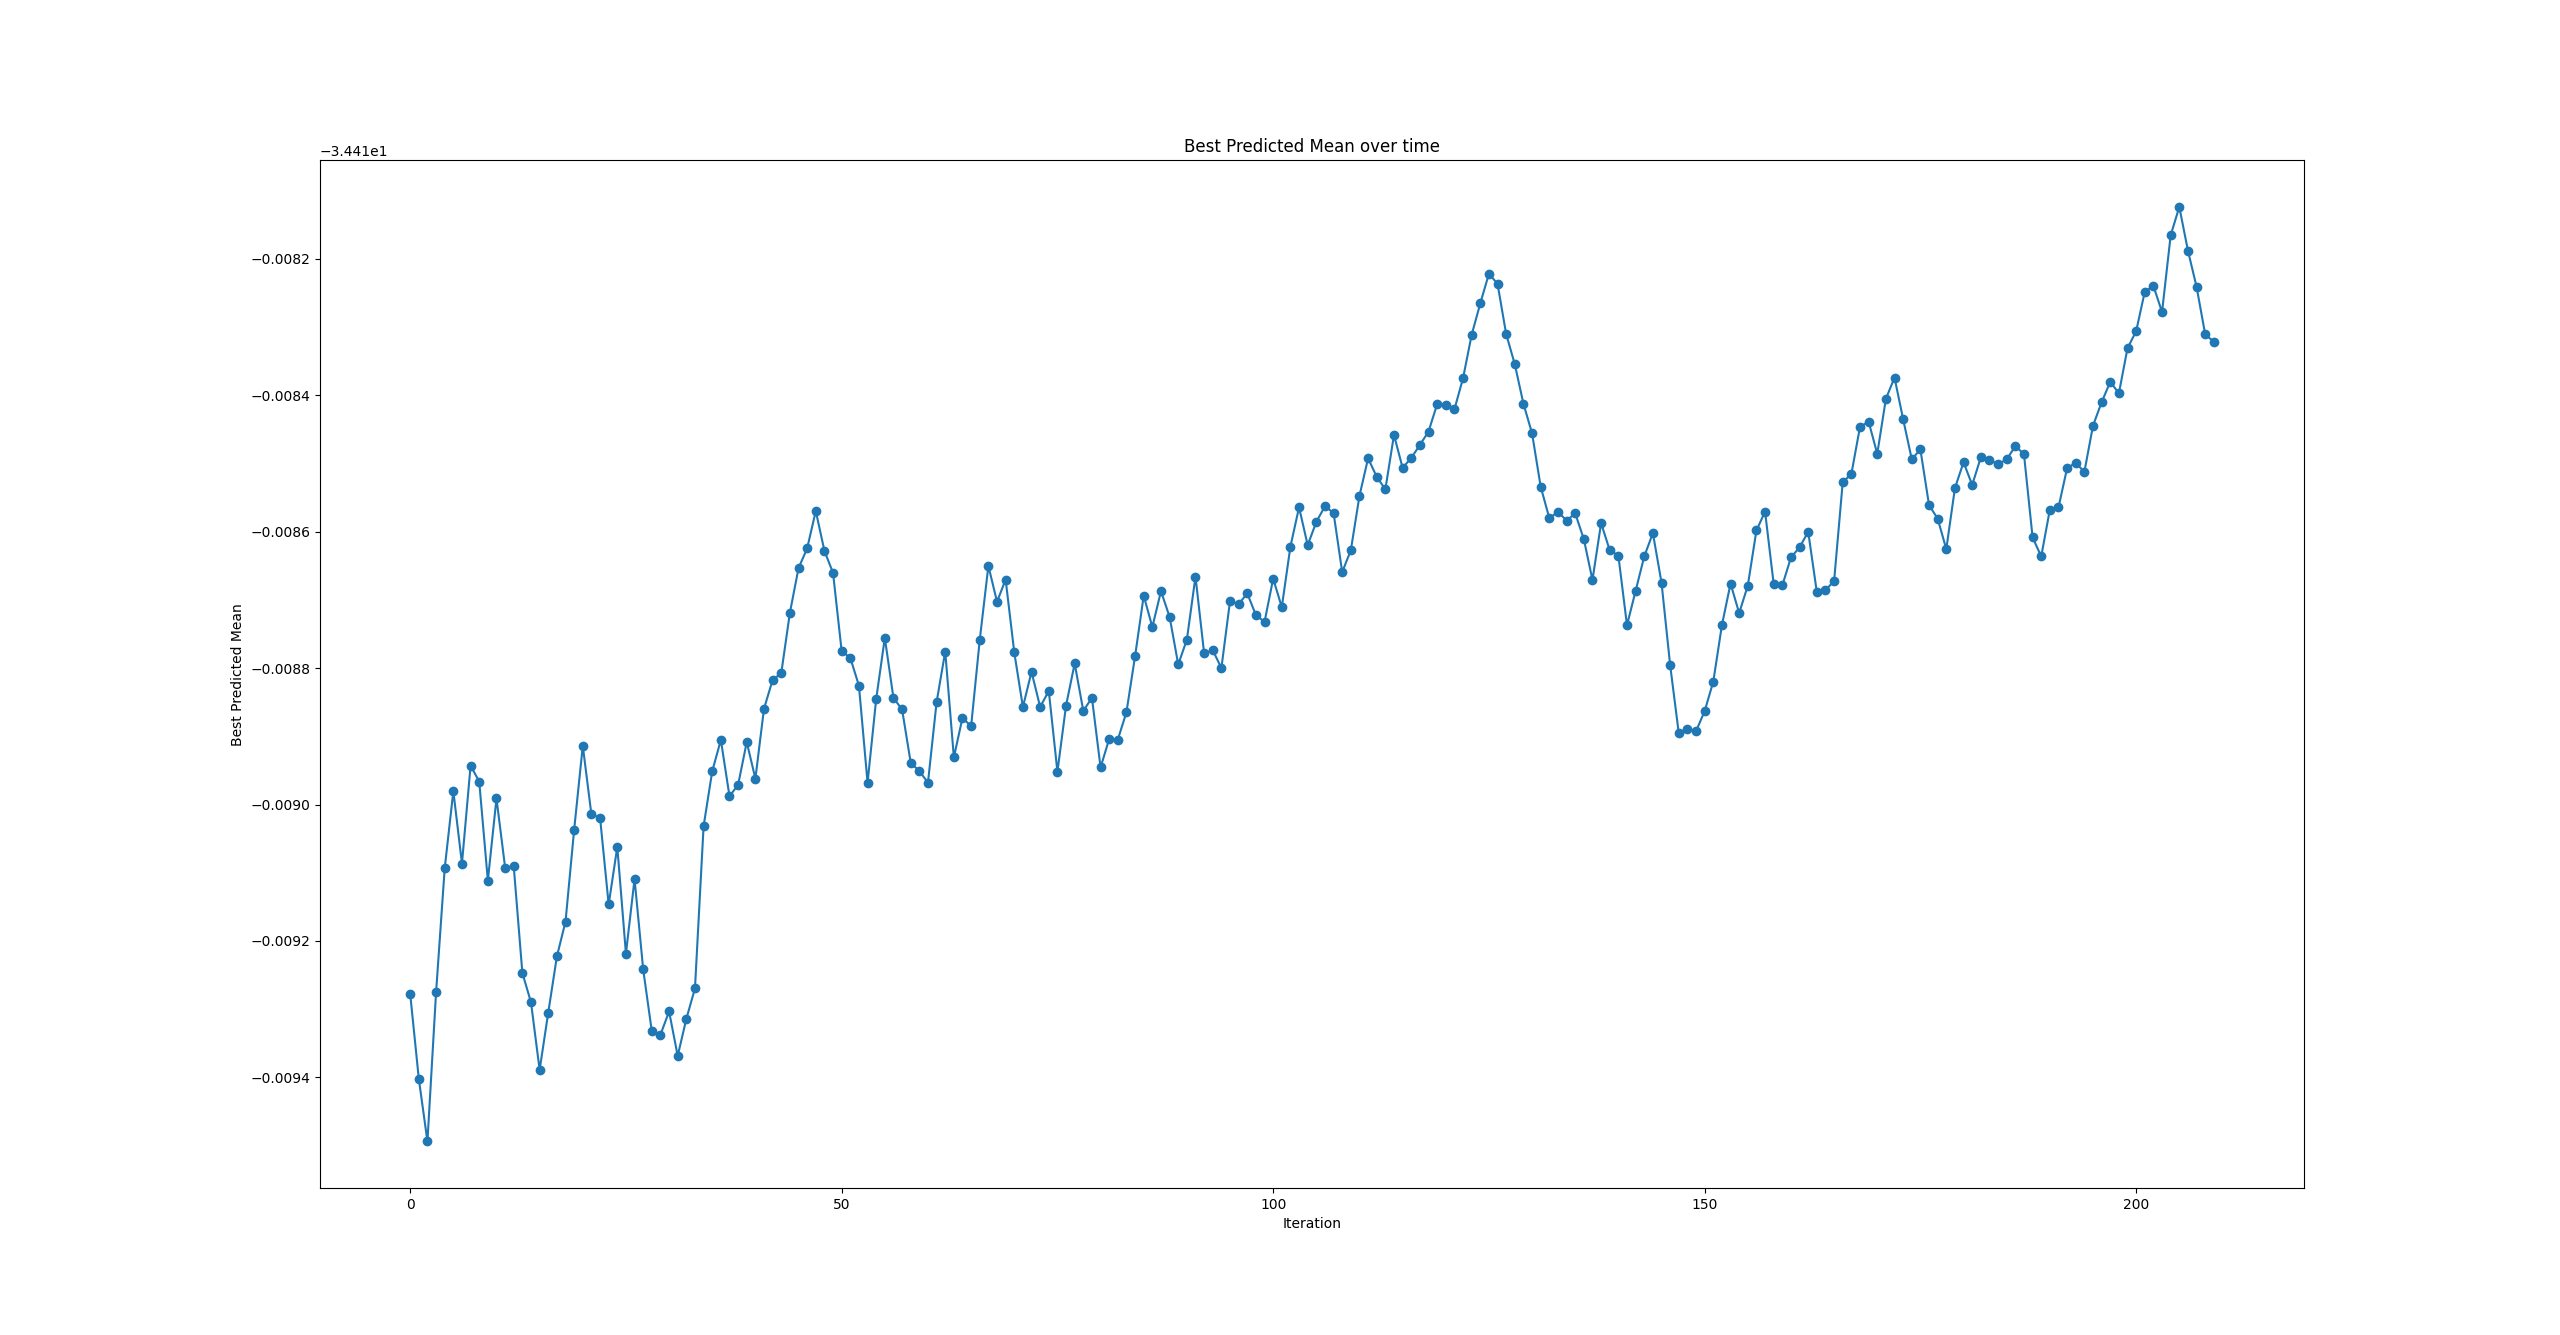 Best Predicted Mean over time
−3.441e1
−0.0082
−0.0084
−0.0086
−0.0088
−0.0090
−0.0092
−0.0094
Best Predicted Mean
0 50 100 150 200
Iteration